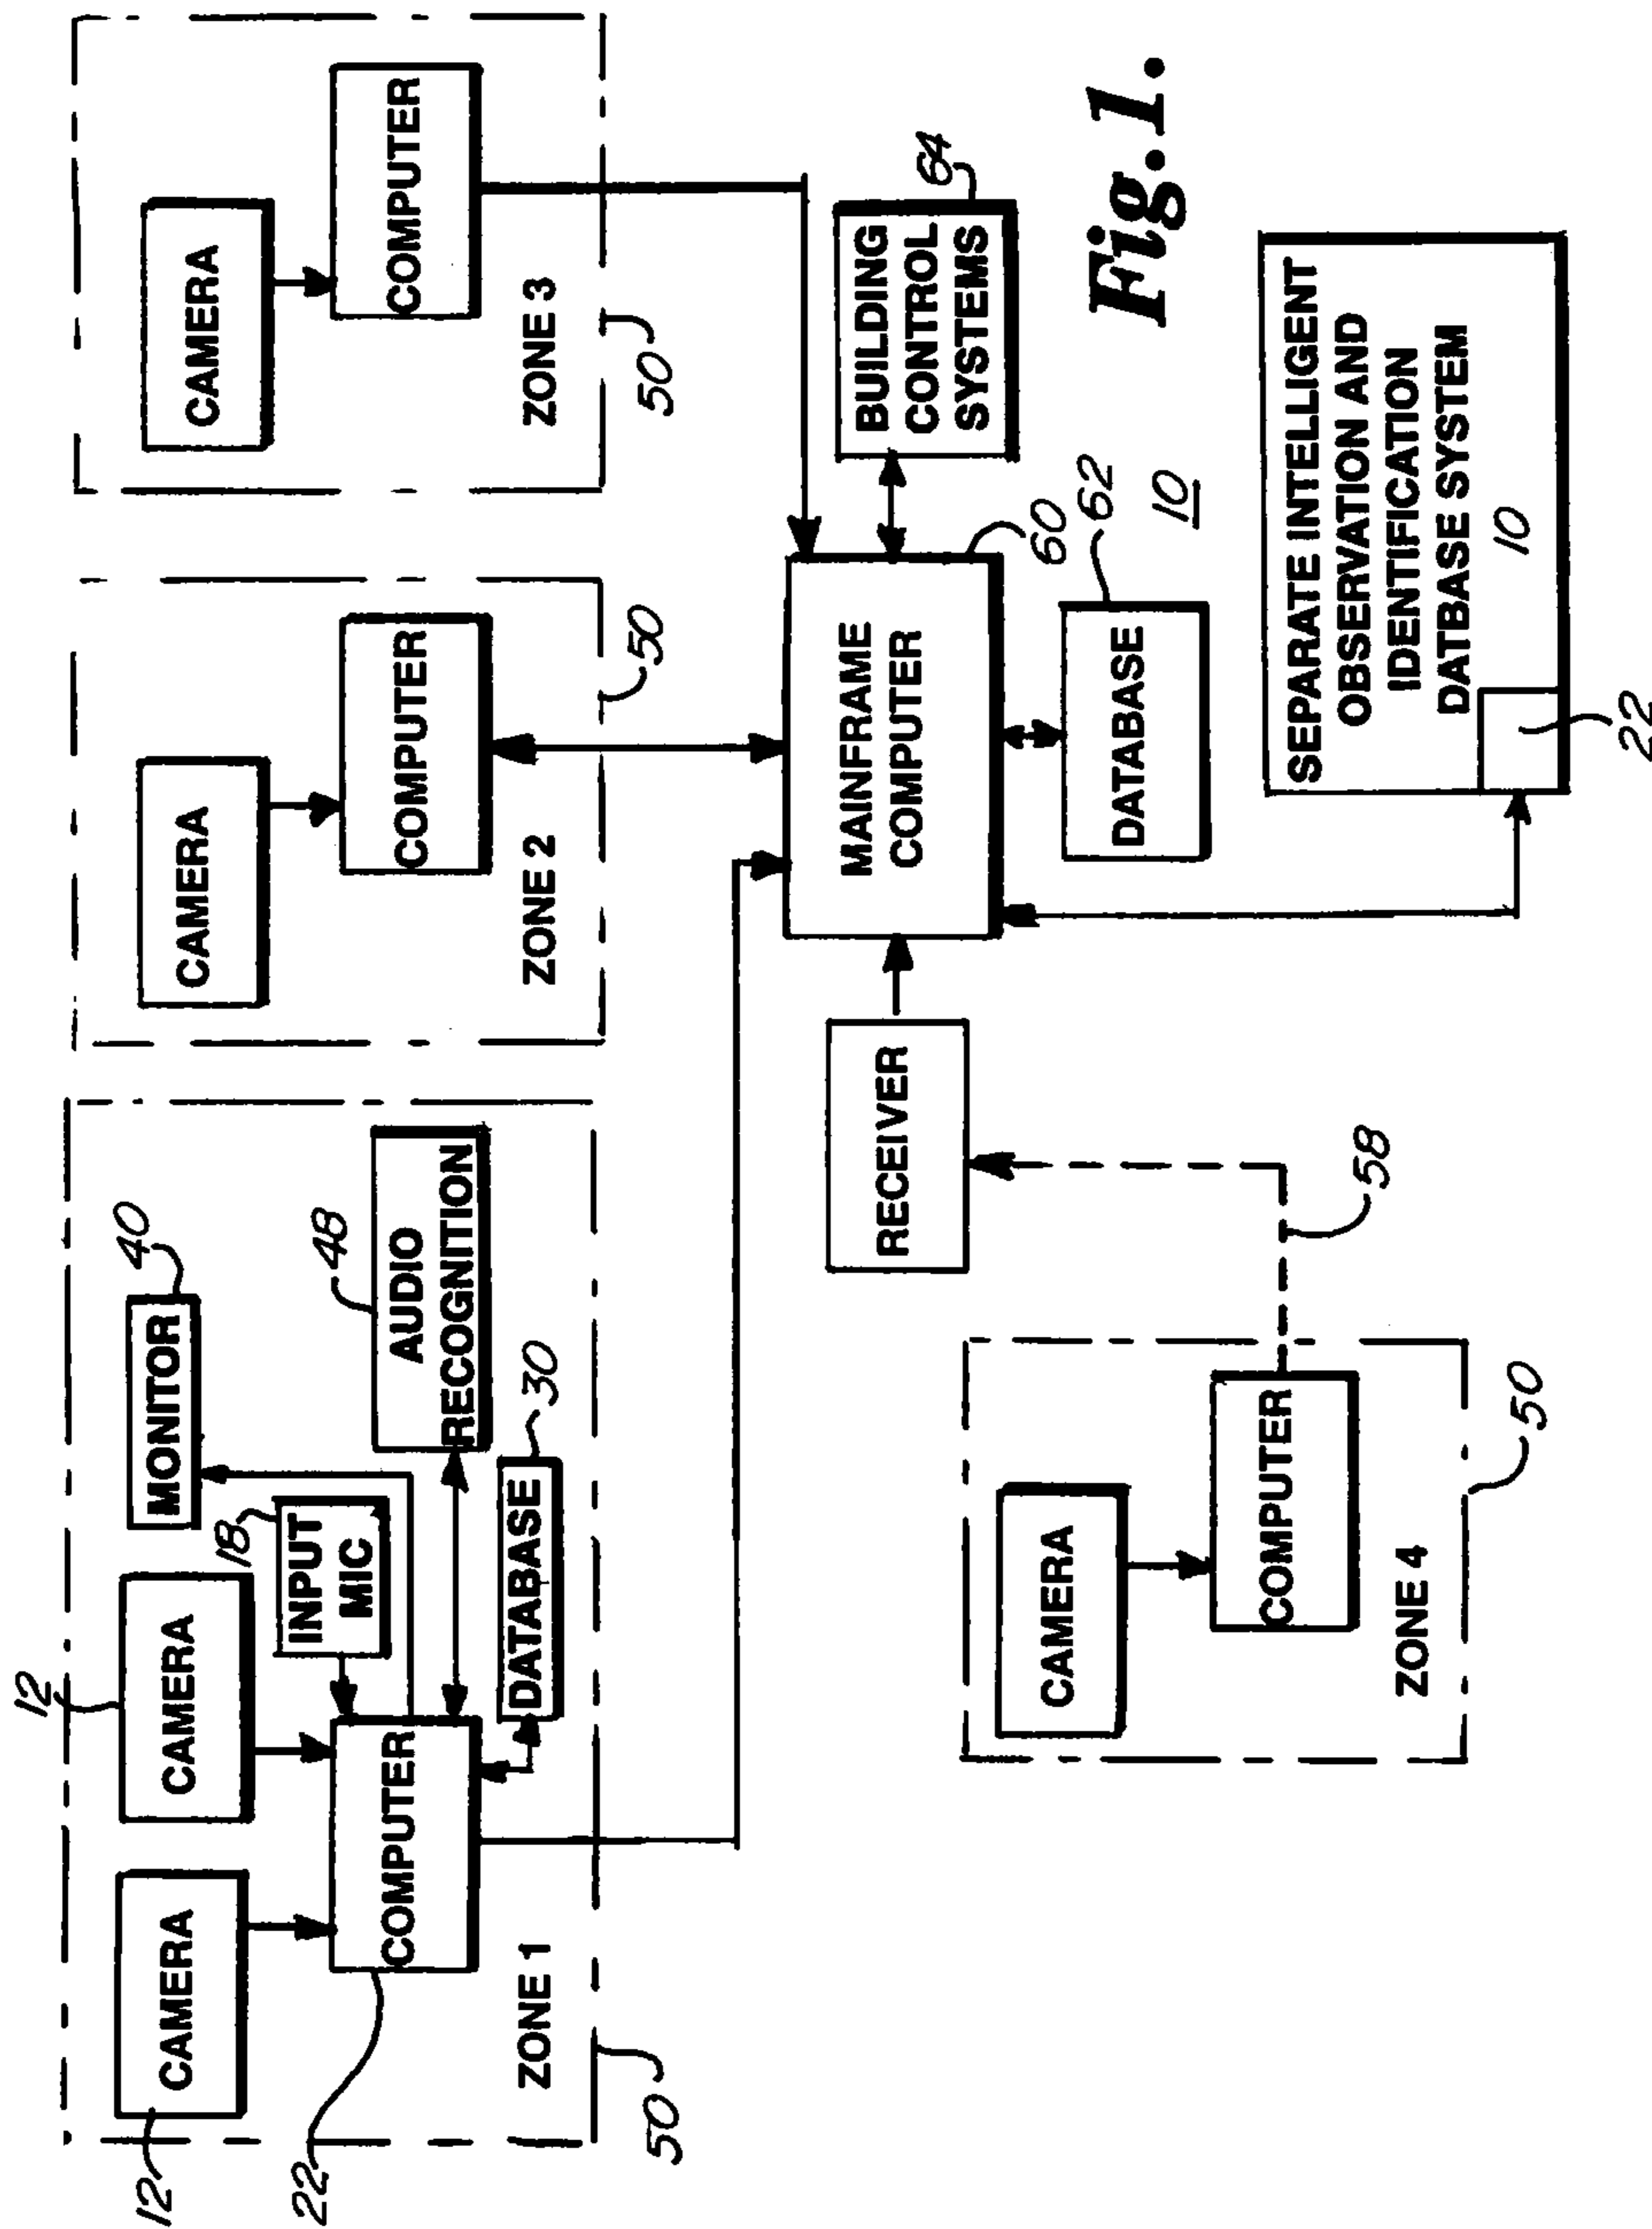 12
CAMERA
12
CAMERA
40
MONITOR
18
INPUT
MIC
48
AUDIO
RECOGNITION
22
COMPUTER
30
DATABASE
ZONE 1
50
CAMERA
COMPUTER
ZONE 2
50
CAMERA
COMPUTER
ZONE 3
50
RECEIVER
MAINFRAME
COMPUTER
60
BUILDING
CONTROL
SYSTEMS
64
DATABASE
62
10
Fig. 1.
CAMERA
COMPUTER
ZONE 4
50
58
SEPARATE INTELLIGENT
OBSERVATION AND
IDENTIFICATION
DATBASE SYSTEM
10
22